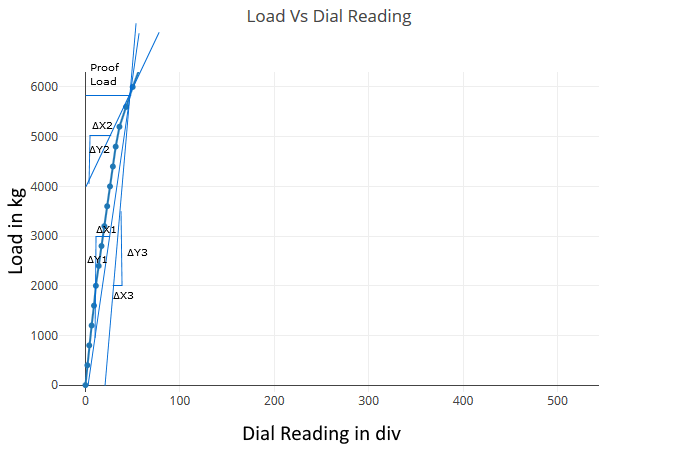 Load Vs Dial Reading
Proof
Load
6000
ΔX2
5000
ΔY2
4000
Load in kg
3000
ΔX1
ΔY3
ΔY1
2000
ΔX3
1000
0
0 100 200 300 400 500
Dial Reading in div